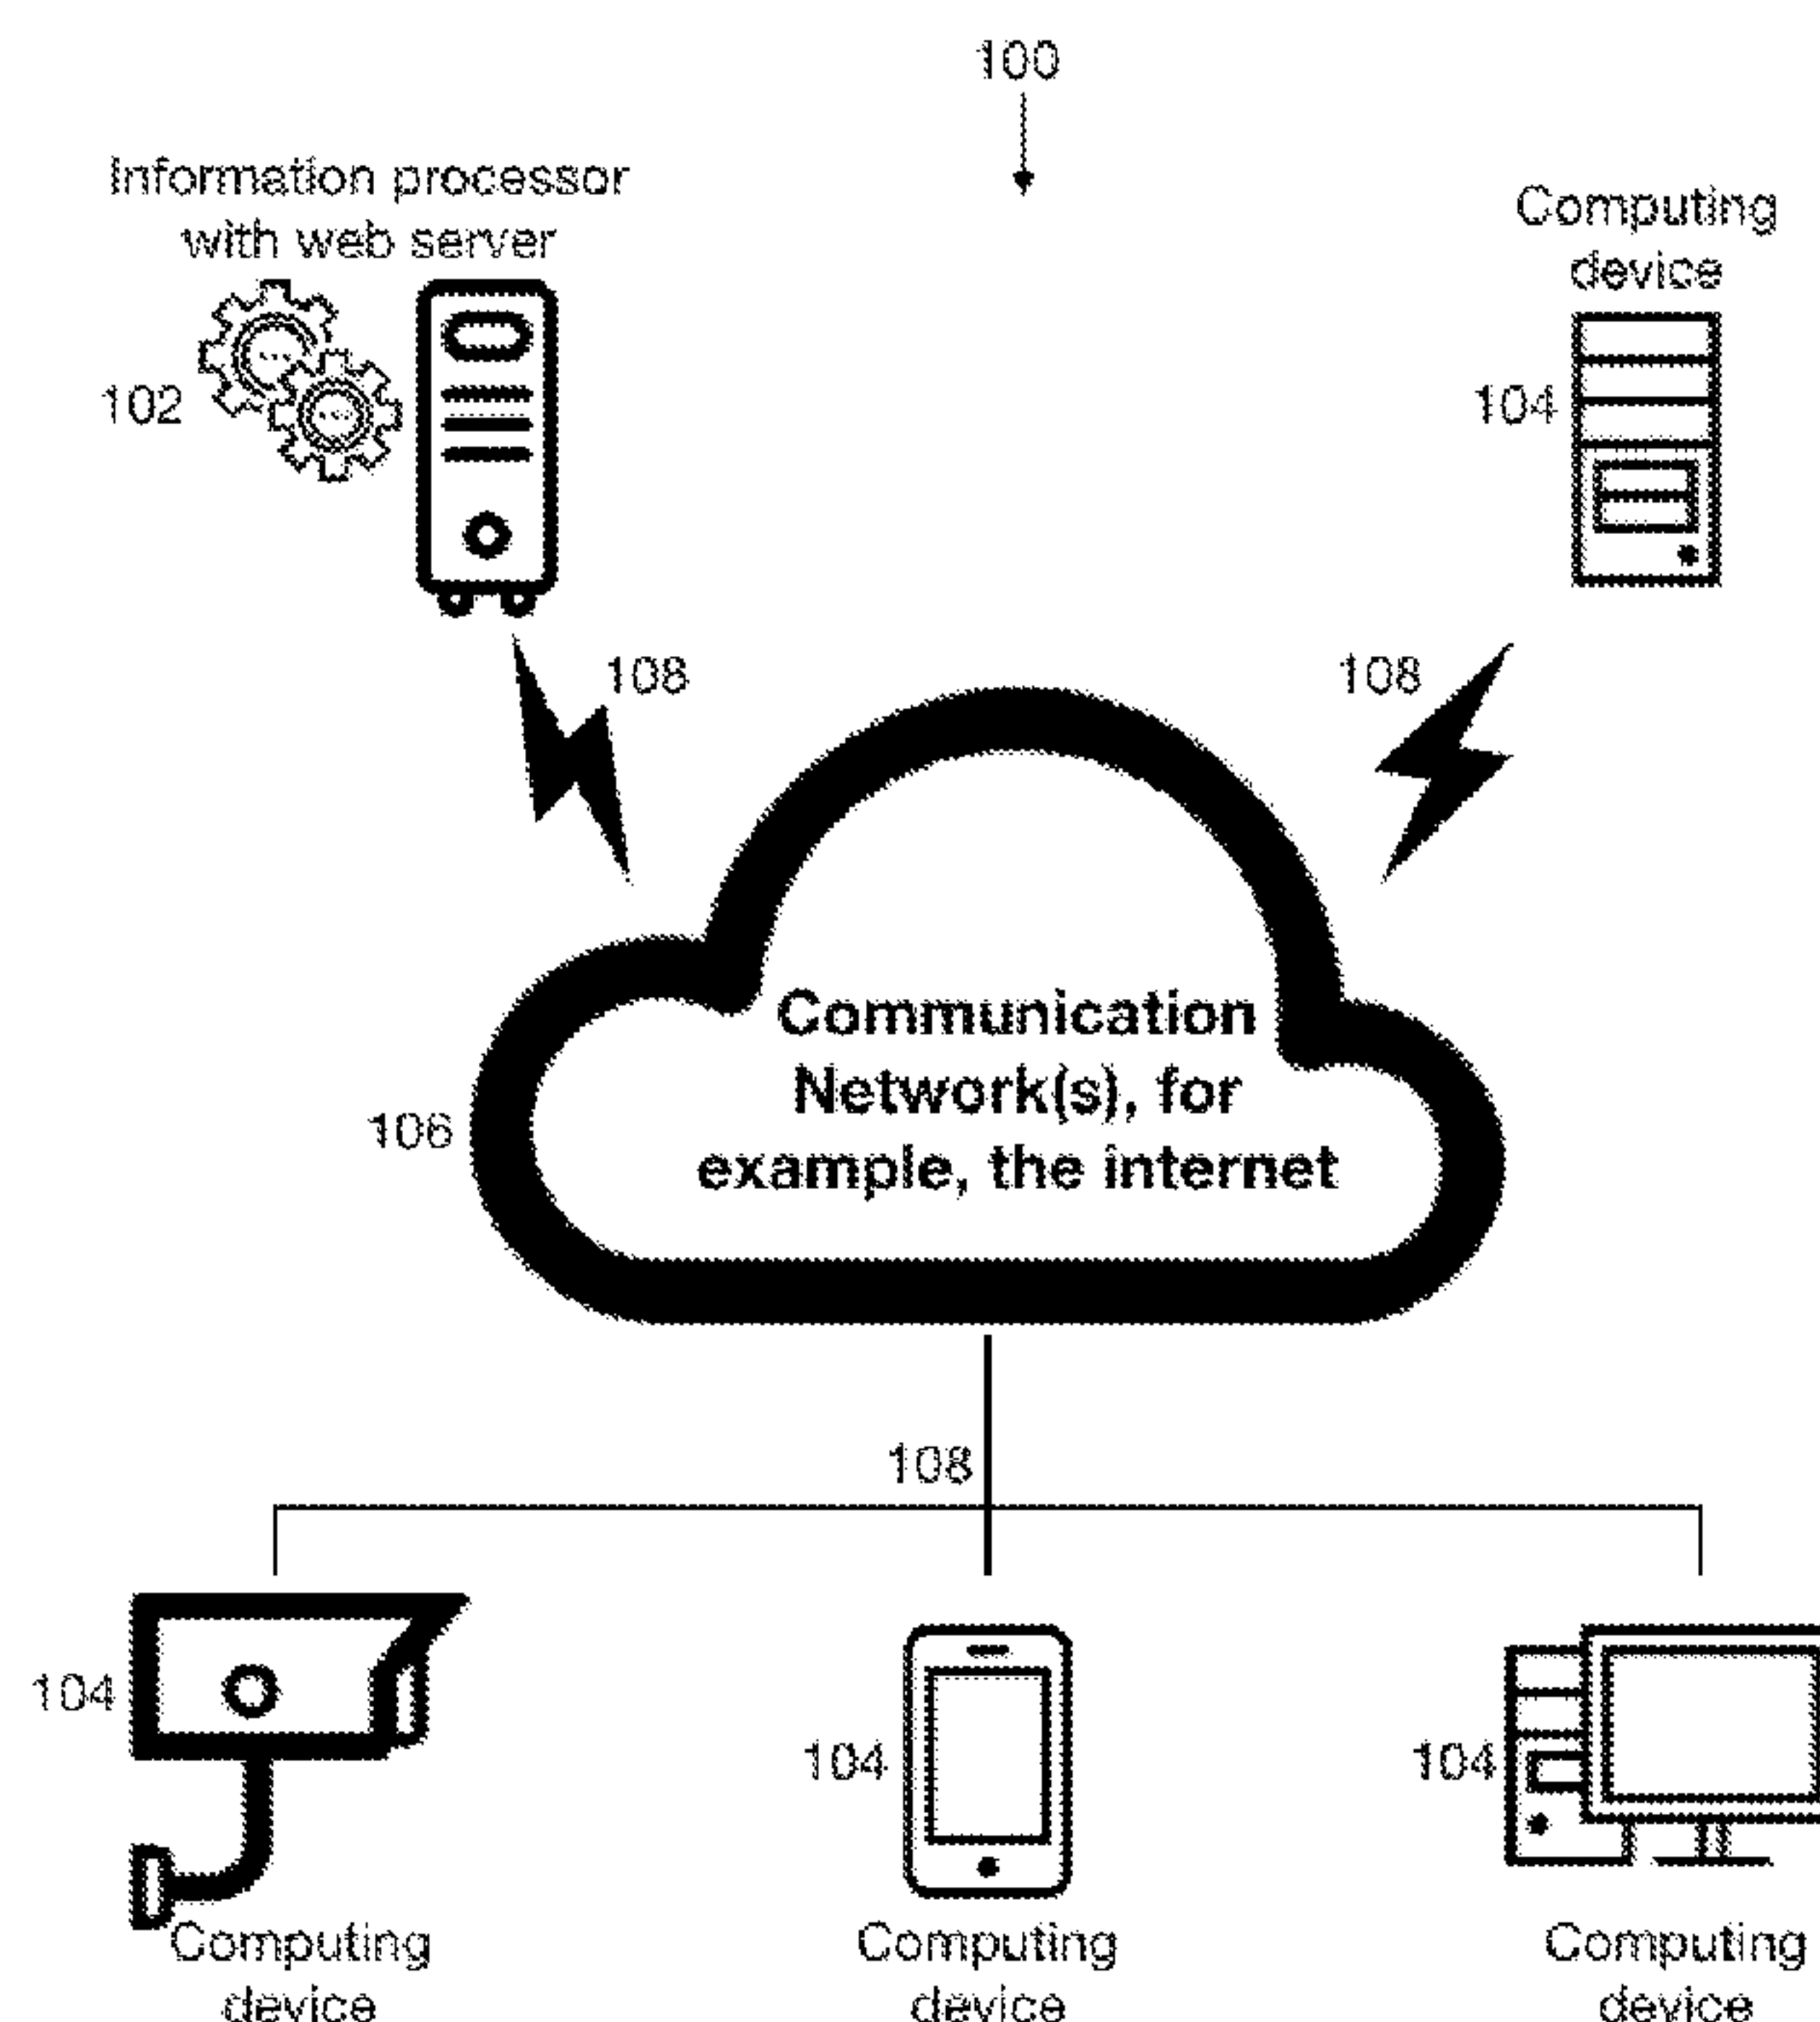 100
Information processor
with web server
Computing
device
102
104
108
108
Communication
Network(s), for
example, the internet
106
108
104
104
104
Computing
device
Computing
device
Computing
device